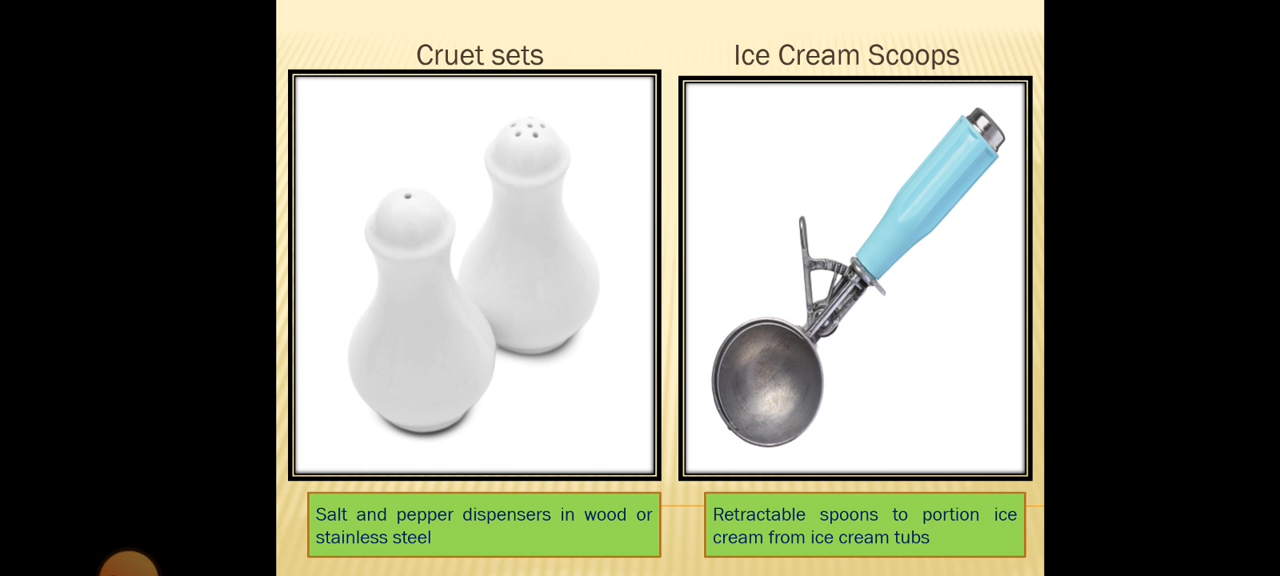 Cruet sets
Ice Cream Scoops
Salt and pepper dispensers in wood or
stainless steel
Retractable spoons to portion ice
cream from ice cream tubs